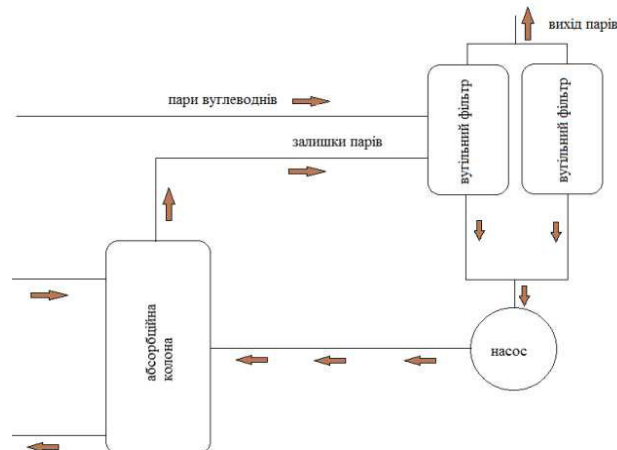 вихід парів
пари вуглеводнів
залишки парів
вугільний фільтр
вугільний фільтр
абсорбційна
колона
насос